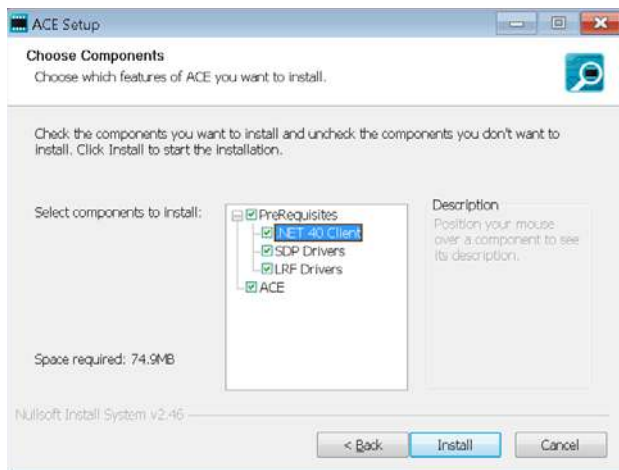 ACE Setup
Choose Components
Choose which features of ACE you want to install.
Check the components you want to install and uncheck the components you don't want to
install. Click Install to start the installation.
Select components to install:
PreRequisites
.NET 40 Client
SDP Drivers
LRF Drivers
ACE
Description
Position your mouse
over a component to see
its description.
Space required: 74.9MB
Nullsoft Install System v2.46
< Back
Install
Cancel